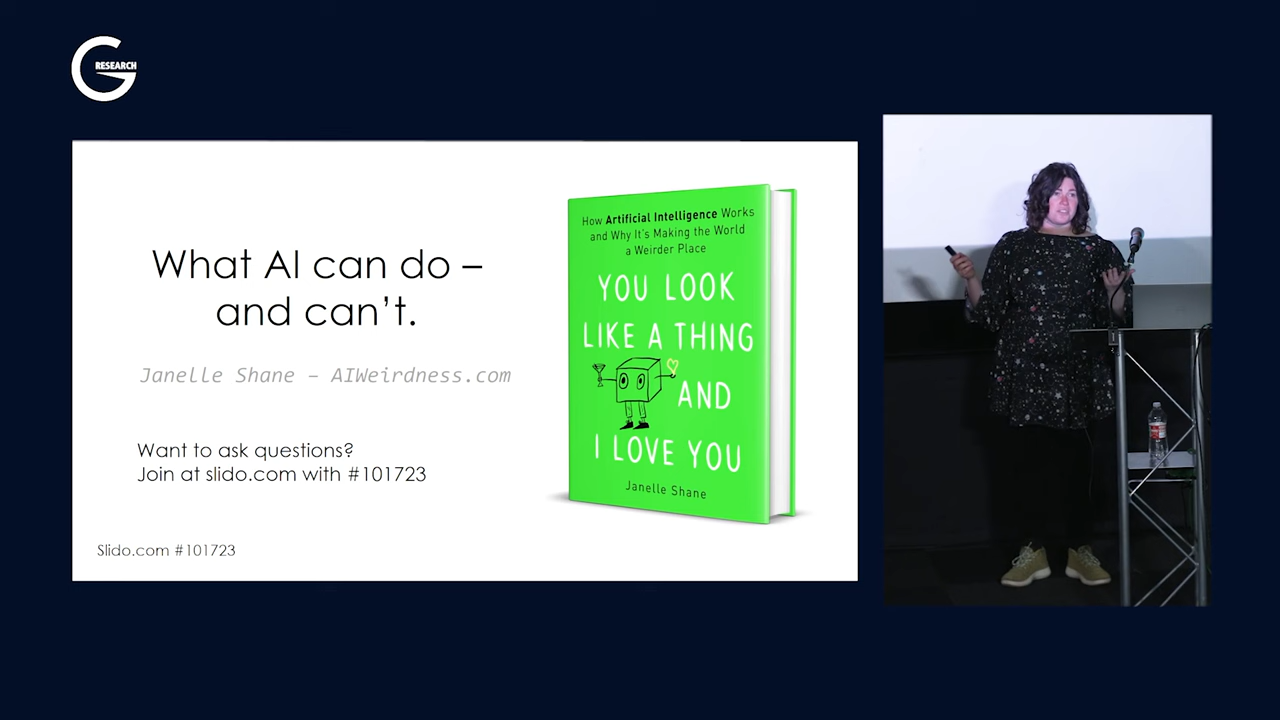 RESEARCH
What AI can do –
and can't.
Janelle Shane – AIWeirdness.com
Want to ask questions?
Join at slido.com with #101723
Slido.com #101723
How Artificial Intelligence Works
and Why It's Making the World
a Weirder Place
YOU LOOK
LIKE A THING
AND
I LOVE YOU
Janelle Shane